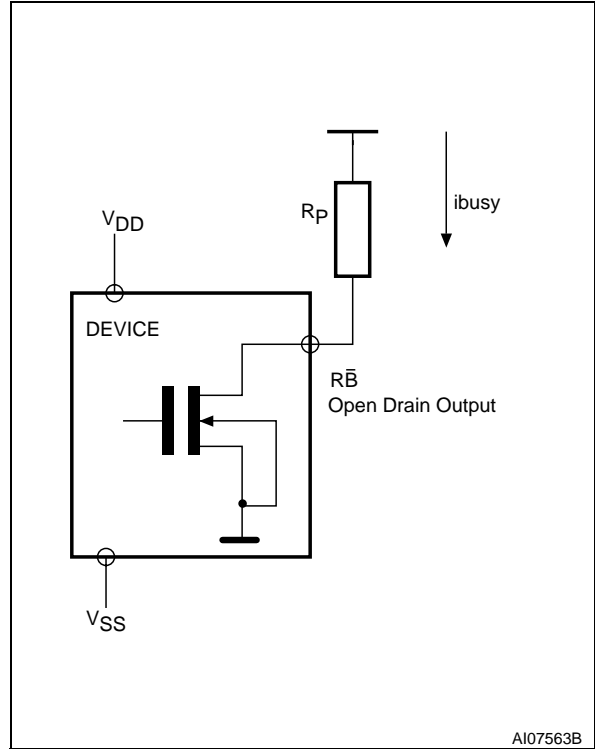 ibusy
RP
VDD
DEVICE
RB̅
Open Drain Output
VSS
AI07563B